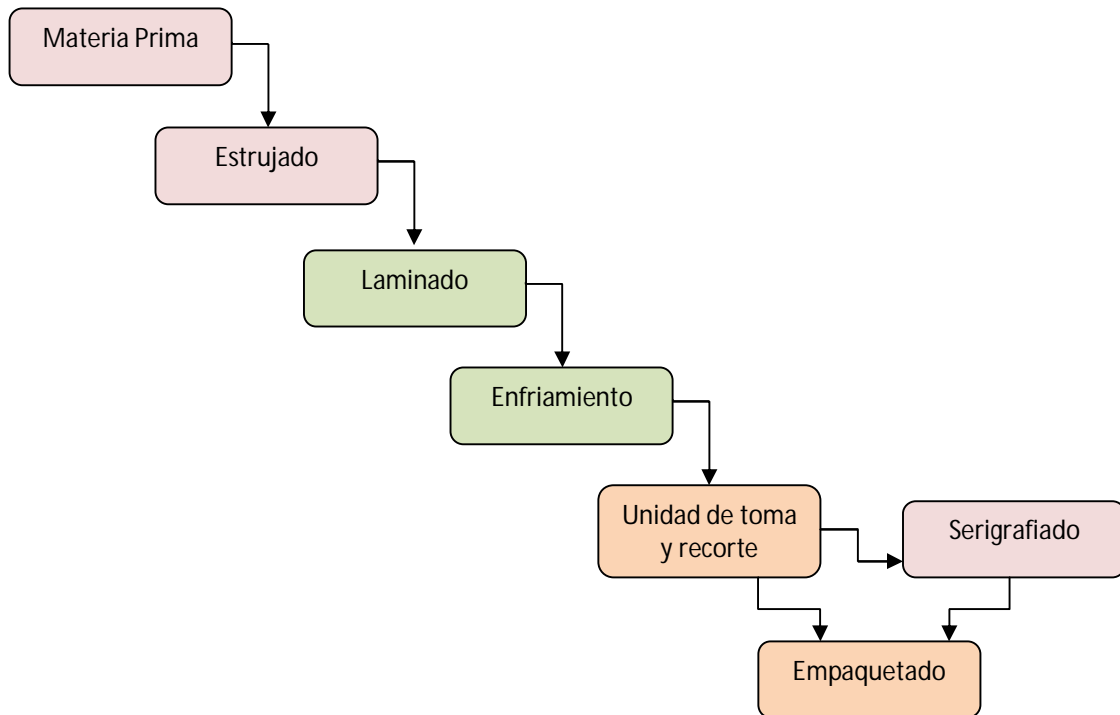 Materia Prima
Estrujado
Laminado
Enfriamiento
Unidad de toma
y recorte
Serigrafiado
Empaquetado